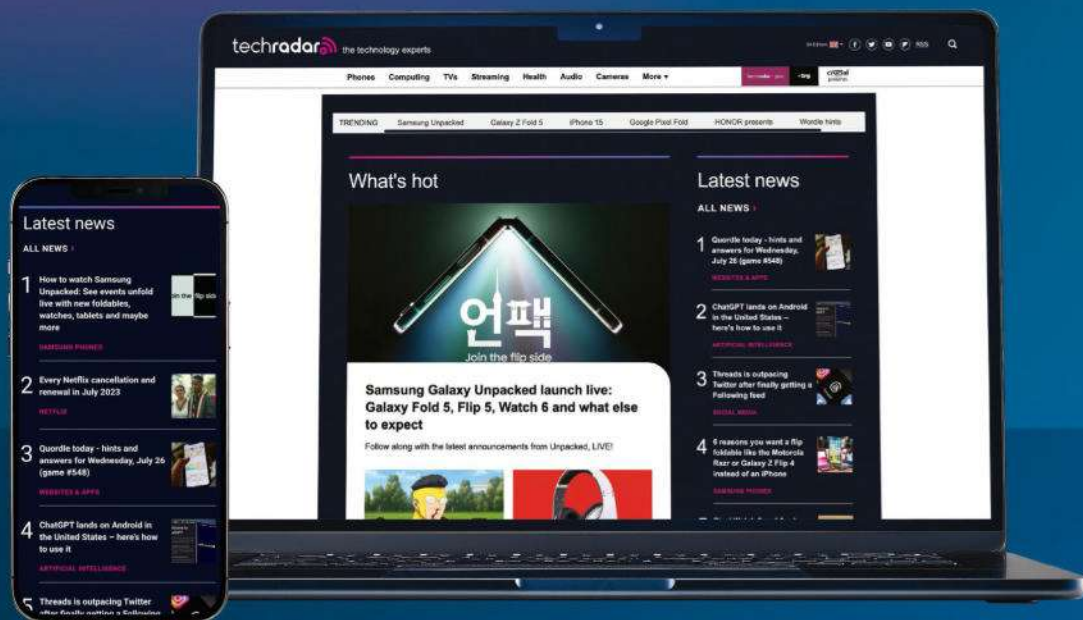 Latest news
ALL NEWS ›
1 How to watch Samsung
Unpacked: See events unfold
live with new foldables,
watches, tablets and maybe
more
SAMSUNG PHONES
2 Every Netflix cancellation and
renewal in July 2023
NETFLIX
3 Quordle today - hints and
answers for Wednesday, July 26
(game #548)
WEBSITES & APPS
4 ChatGPT lands on Android in
the United States – here's how
to use it
ARTIFICIAL INTELLIGENCE
5 Threads is outpacing Twitter
after finally getting a Following
techradar the technology experts
RSS
Phones Computing TVs Streaming Health Audio Cameras More ▾
crucial
TRENDING Samsung Unpacked Galaxy Z Fold 5 iPhone 15 Google Pixel Fold HONOR presents Wordle hints
What's hot
언팩
Join the flip side
Samsung Galaxy Unpacked launch live:
Galaxy Fold 5, Flip 5, Watch 6 and what else
to expect
Follow along with the latest announcements from Unpacked, LIVE!
Latest news
ALL NEWS ›
1 Quordle today - hints and
answers for Wednesday,
July 26 (game #548)
WEBSITES & APPS
2 ChatGPT lands on Android
in the United States –
here's how to use it
ARTIFICIAL INTELLIGENCE
3 Threads is outpacing
Twitter after finally getting a
Following feed
SOCIAL MEDIA
4 6 reasons you want a flip
foldable like the Motorola
Razr or Galaxy Z Flip 4
instead of an iPhone
SAMSUNG PHONES